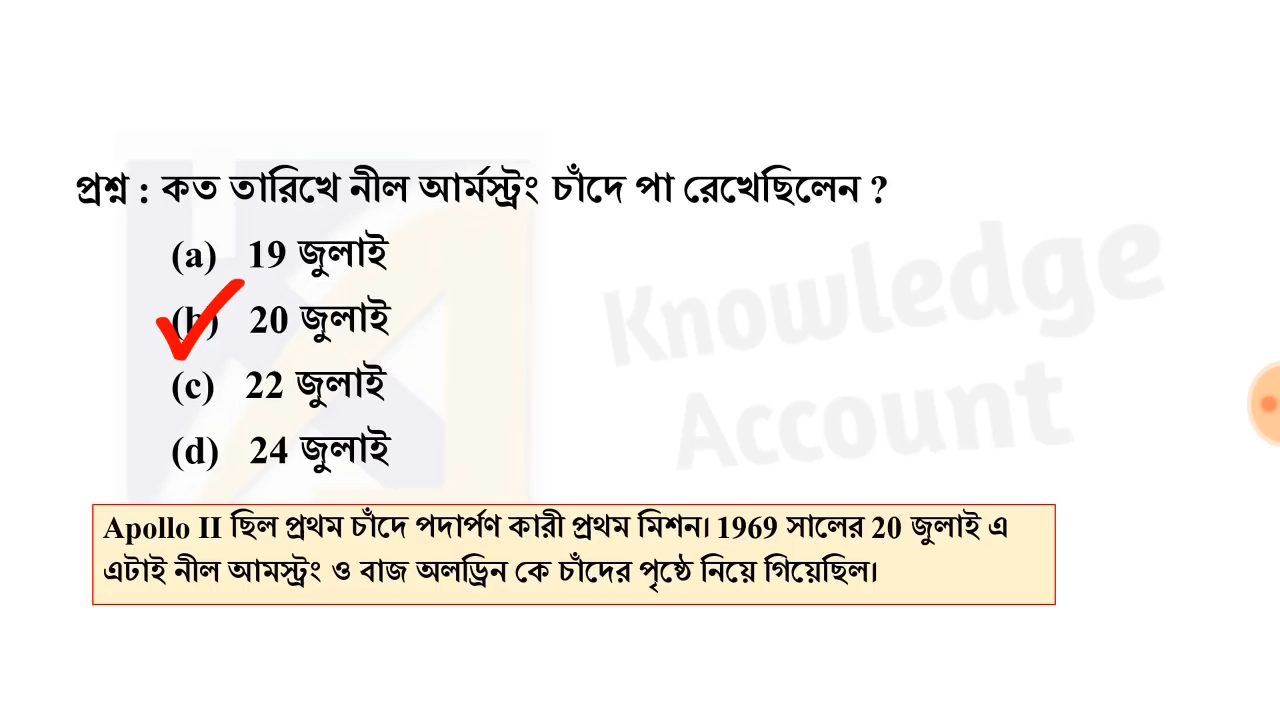 প্রশ্ন : কত তারিখে নীল আর্মস্ট্রং চাঁদে পা রেখেছিলেন ?
(a) 19 জুলাই
(b) 20 জুলাই
(c) 22 জুলাই
(d) 24 জুলাই
Knowledge
Account
Apollo II ছিল প্রথম চাঁদে পদার্পণ কারী প্রথম মিশন। 1969 সালের 20 জুলাই এ
এটাই নীল আমস্ট্রং ও বাজ অলড্রিন কে চাঁদের পৃষ্ঠে নিয়ে গিয়েছিল।